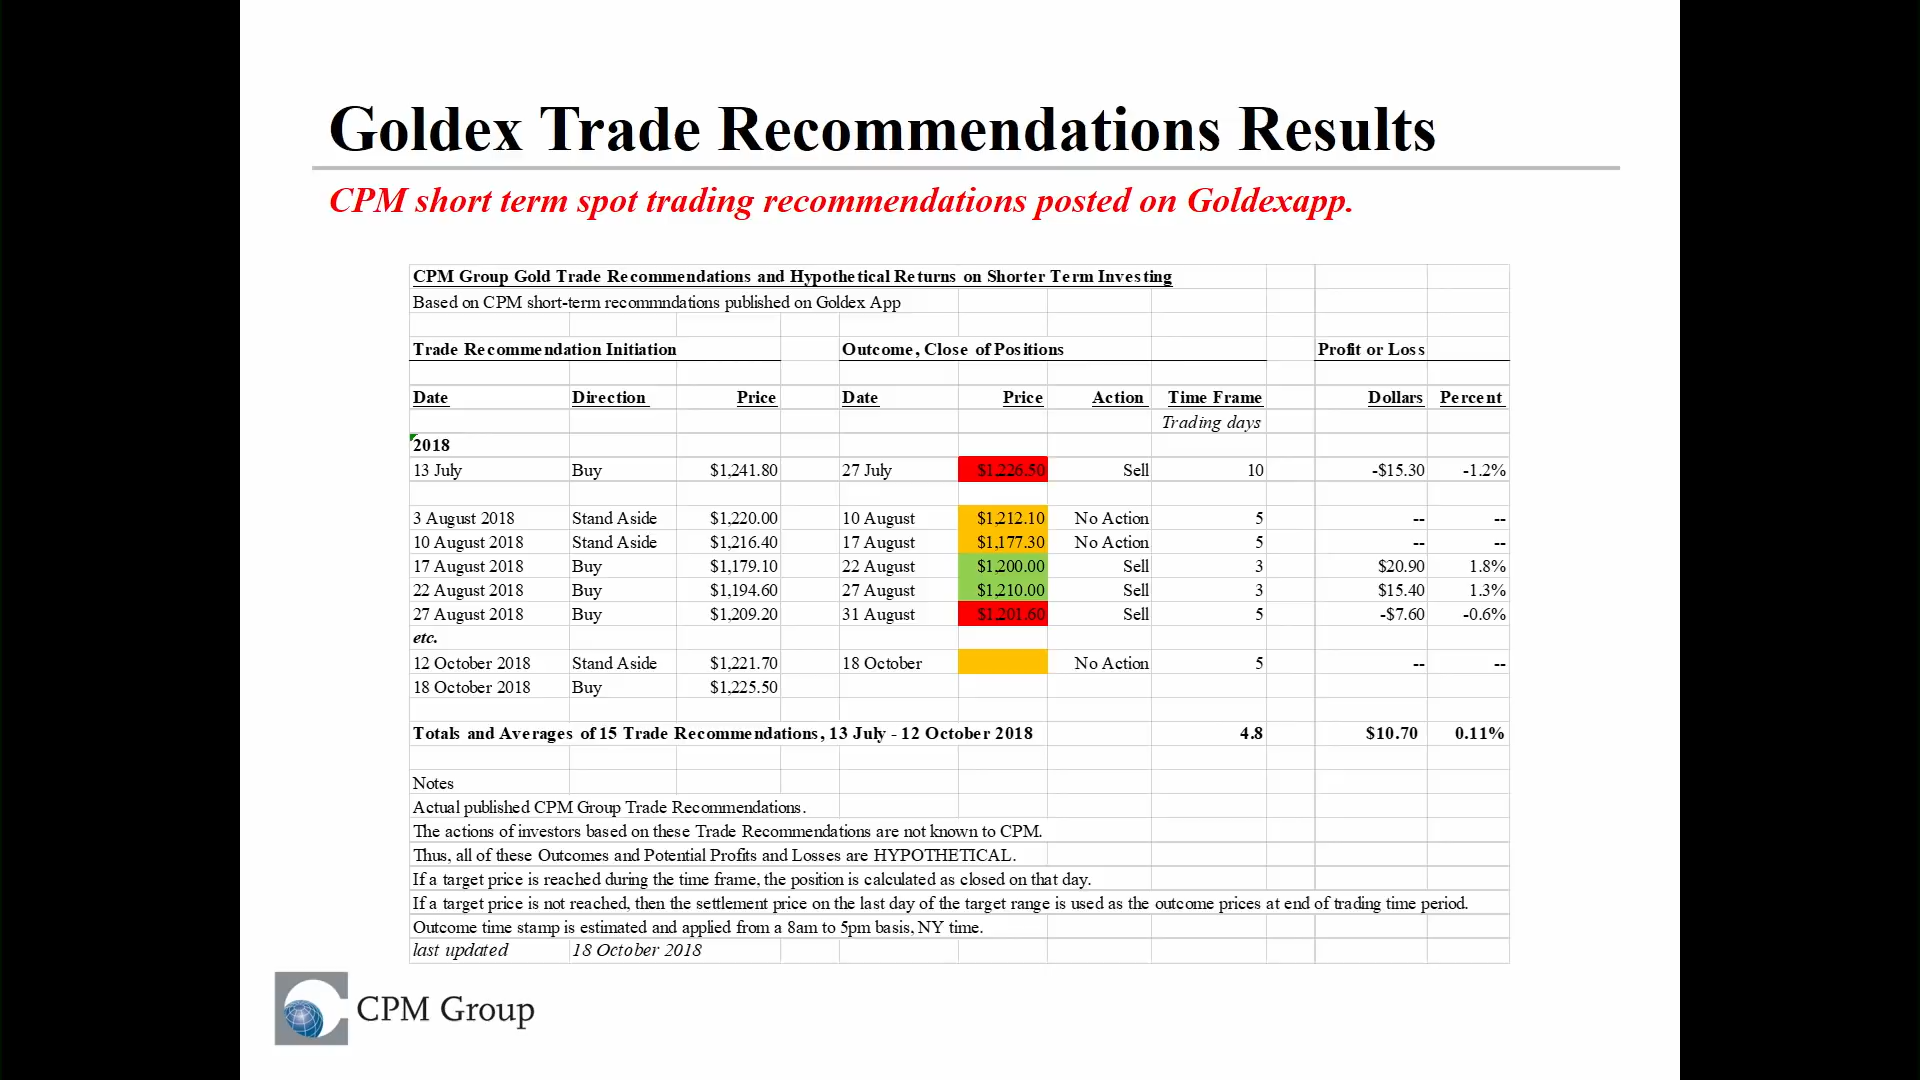 Goldex Trade Recommendations Results
CPM short term spot trading recommendations posted on Goldexapp.
CPM Group Gold Trade Recommendations and Hypothetical Returns on Shorter Term Investing
Based on CPM short-term recommndations published on Goldex App
Trade Recommendation Initiation Outcome, Close of Positions Profit or Loss
Date Direction Price Date Price Action Time Frame Dollars Percent
Trading days
2018
13 July Buy $1,241.80 27 July $1,226.50 Sell 10 -$15.30 -1.2%
3 August 2018 Stand Aside $1,220.00 10 August $1,212.10 No Action 5 -- --
10 August 2018 Stand Aside $1,216.40 17 August $1,177.30 No Action 5 -- --
17 August 2018 Buy $1,179.10 22 August $1,200.00 Sell 3 $20.90 1.8%
22 August 2018 Buy $1,194.60 27 August $1,210.00 Sell 3 $15.40 1.3%
27 August 2018 Buy $1,209.20 31 August $1,201.60 Sell 5 -$7.60 -0.6%
etc.
12 October 2018 Stand Aside $1,221.70 18 October No Action 5 -- --
18 October 2018 Buy $1,225.50
Totals and Averages of 15 Trade Recommendations, 13 July - 12 October 2018 4.8 $10.70 0.11%
Notes
Actual published CPM Group Trade Recommendations.
The actions of investors based on these Trade Recommendations are not known to CPM.
Thus, all of these Outcomes and Potential Profits and Losses are HYPOTHETICAL.
If a target price is reached during the time frame, the position is calculated as closed on that day.
If a target price is not reached, then the settlement price on the last day of the target range is used as the outcome prices at end of trading time period.
Outcome time stamp is estimated and applied from a 8am to 5pm basis, NY time.
last updated 18 October 2018
CPM Group